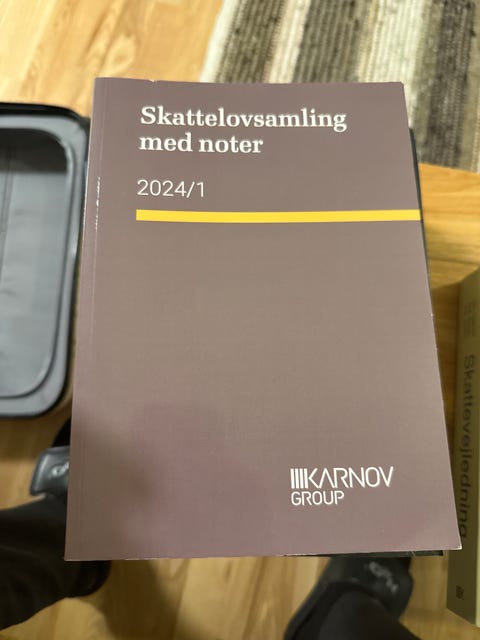 Skattelovsamling
med noter
2024/1
KARNOV
GROUP
Skattevejledning